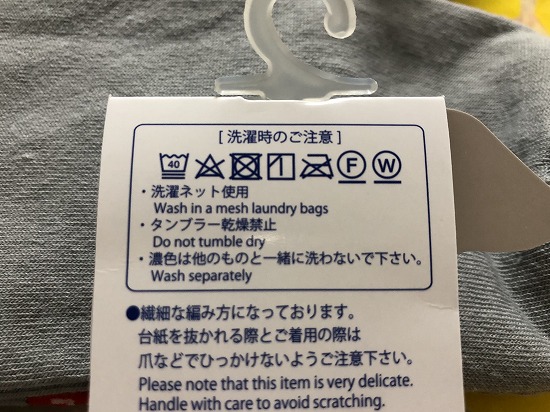 [ 洗濯時のご注意 ]
40 F W
・洗濯ネット使用
Wash in a mesh laundry bags
・タンブラー乾燥禁止
Do not tumble dry
・濃色は他のものと一緒に洗わないで下さい。
Wash separately
●繊細な編み方になっております。
台紙を抜かれる際とご着用の際は
爪などでひっかけないようご注意下さい。
Please note that this item is very delicate.
Handle with care to avoid scratching.